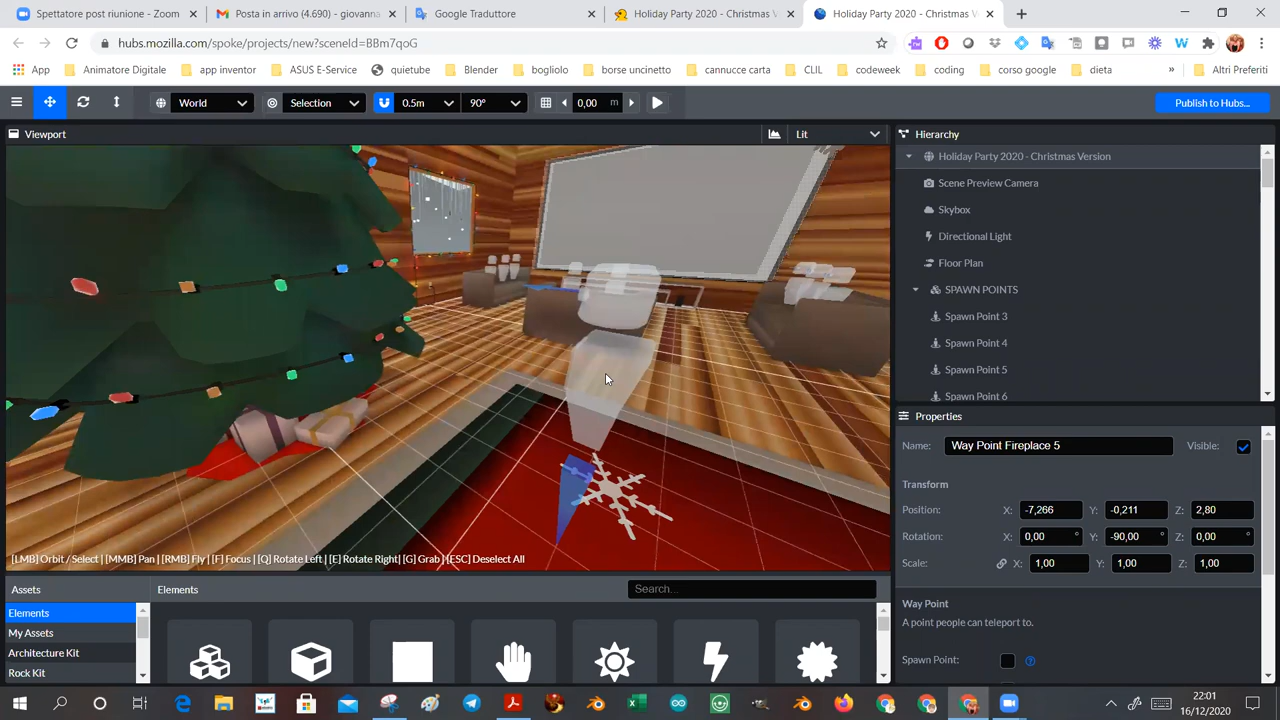 Spettatore post riunione - Zoom
Posta in arrivo (4.690) - giovanna
Google Traduttore
Holiday Party 2020 - Christmas V
Holiday Party 2020 - Christmas V
hubs.mozilla.com/spoke/projects/new?sceneId=BBm7qoG
App
Animatore Digitale
app inventor
ASUS E-Service
quietube
Blender
bogliolo
borse uncinetto
cannucce carta
CLIL
codeweek
coding
corso google
dieta
»
Altri Preferiti
World
Selection
0.5m
90°
0,00 m
Publish to Hubs...
Viewport
Lit
Hierarchy
Holiday Party 2020 - Christmas Version
Scene Preview Camera
Skybox
Directional Light
Floor Plan
SPAWN POINTS
Spawn Point 3
Spawn Point 4
Spawn Point 5
Spawn Point 6
Properties
Name: Way Point Fireplace 5 Visible:
Transform
Position: X: -7,266 Y: -0,211 Z: 2,80
Rotation: X: 0,00 ° Y: -90,00 ° Z: 0,00 °
Scale: X: 1,00 Y: 1,00 Z: 1,00
Way Point
A point people can teleport to.
Spawn Point:
[LMB] Orbit / Select | [MMB] Pan | [RMB] Fly | [F] Focus | [Q] Rotate Left | [E] Rotate Right | [G] Grab | [ESC] Deselect All
Assets
Elements
My Assets
Architecture Kit
Rock Kit
Elements
Search...
22:01
16/12/2020